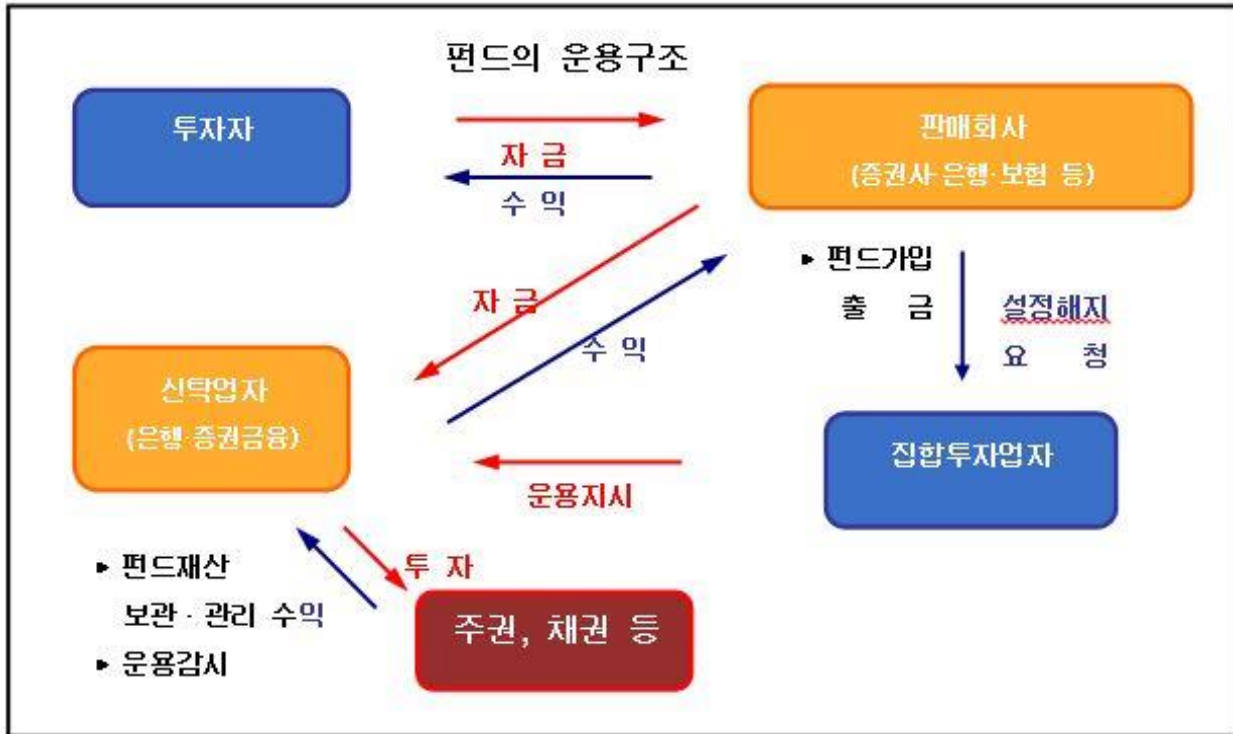 펀드의 운용구조
투자자
판매회사
(증권사·은행·보험 등)
자 금
수 익
▸ 펀드가입
출 금
설정해지
요 청
자 금
수 익
신탁업자
(은행·증권금융)
집합투자업자
운용지시
▸ 펀드재산
보관·관리 수익
▸ 운용감시
투 자
주권, 채권 등